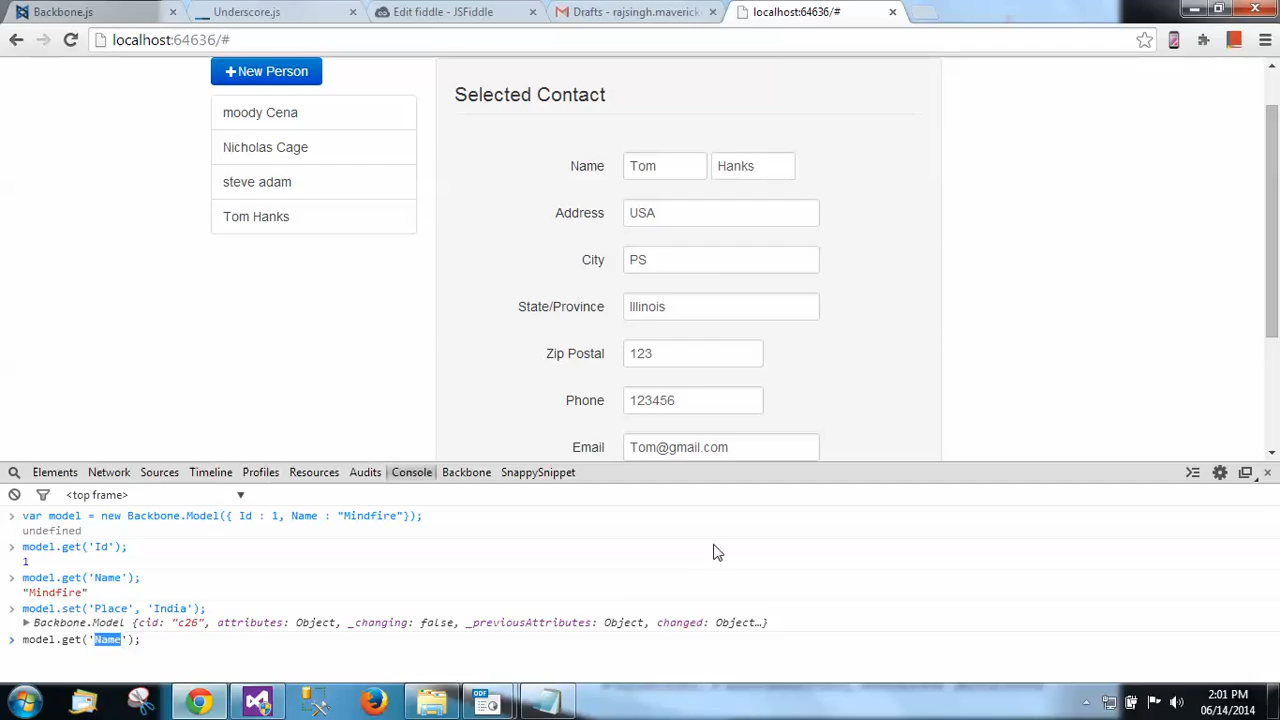 Backbone.js
Underscore.js
Edit fiddle - JSFiddle
Drafts - rajsingh.maverick
localhost:64636/#
localhost:64636/#
New Person
moody Cena
Nicholas Cage
steve adam
Tom Hanks
Selected Contact
Name Tom Hanks
Address USA
City PS
State/Province Illinois
Zip Postal 123
Phone 123456
Email Tom@gmail.com
Elements Network Sources Timeline Profiles Resources Audits Console Backbone SnappySnippet
<top frame>
var model = new Backbone.Model({ Id : 1, Name : "Mindfire"});
undefined
model.get('Id');
1
model.get('Name');
"Mindfire"
model.set('Place', 'India');
Backbone.Model {cid: "c26", attributes: Object, _changing: false, _previousAttributes: Object, changed: Object…}
model.get('Name');
ODF
2:01 PM
06/14/2014